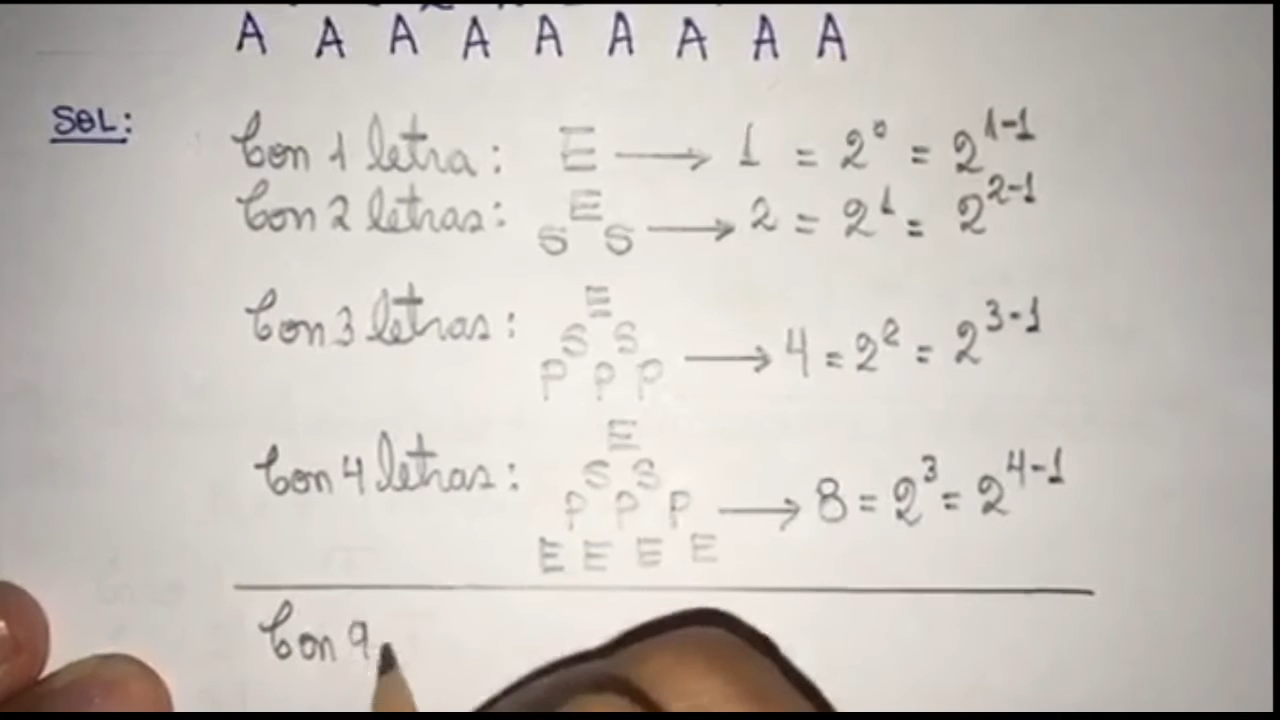 A A A A A A A A A
SOL:
Con 1 letra: E → 1 = 2⁰ = 2¹⁻¹
Con 2 letras: E
S S → 2 = 2¹ = 2²⁻¹
Con 3 letras: E
S S
P P P → 4 = 2² = 2³⁻¹
Con 4 letras: E
S S
P P P → 8 = 2³ = 2⁴⁻¹
E E E E
Con 9